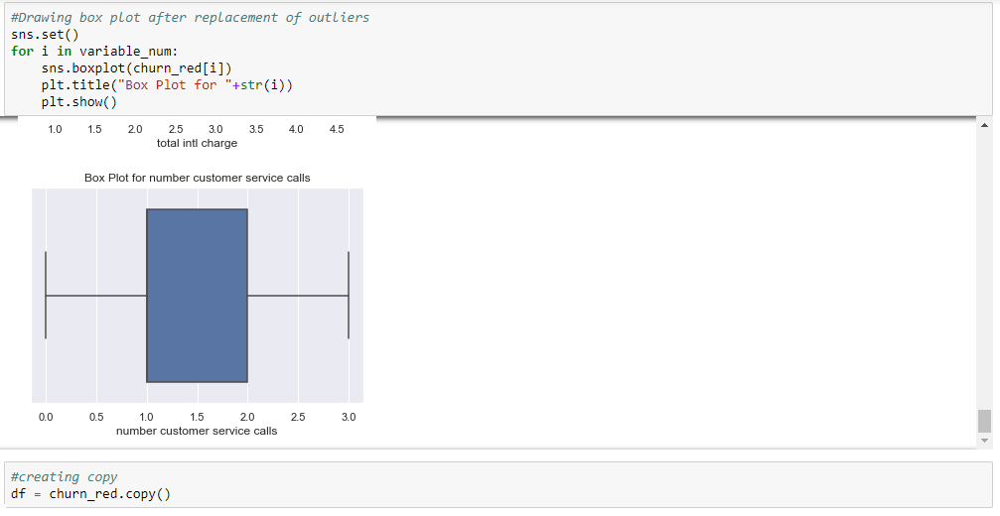 #Drawing box plot after replacement of outliers
sns.set()
for i in variable_num:
    sns.boxplot(churn_red[i])
    plt.title("Box Plot for "+str(i))
    plt.show()
1.0 1.5 2.0 2.5 3.0 3.5 4.0 4.5
total intl charge
Box Plot for number customer service calls
0.0 0.5 1.0 1.5 2.0 2.5 3.0
number customer service calls
#creating copy
df = churn_red.copy()